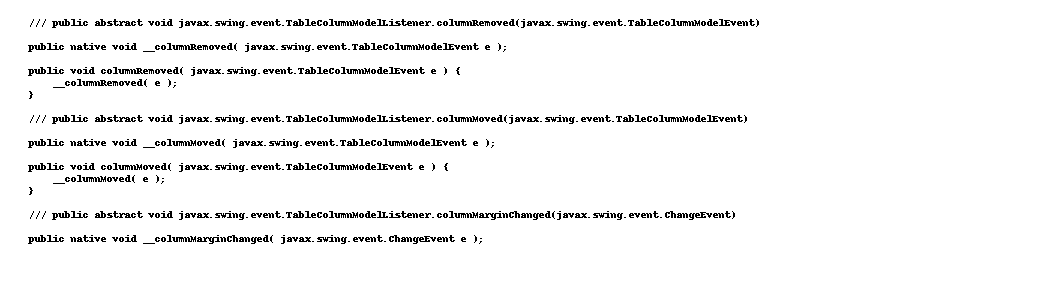 /// public abstract void javax.swing.event.TableColumnModelListener.columnRemoved(javax.swing.event.TableColumnModelEvent)
public native void __columnRemoved( javax.swing.event.TableColumnModelEvent e );
public void columnRemoved( javax.swing.event.TableColumnModelEvent e ) {
    __columnRemoved( e );
}
/// public abstract void javax.swing.event.TableColumnModelListener.columnMoved(javax.swing.event.TableColumnModelEvent)
public native void __columnMoved( javax.swing.event.TableColumnModelEvent e );
public void columnMoved( javax.swing.event.TableColumnModelEvent e ) {
    __columnMoved( e );
}
/// public abstract void javax.swing.event.TableColumnModelListener.columnMarginChanged(javax.swing.event.ChangeEvent)
public native void __columnMarginChanged( javax.swing.event.ChangeEvent e );